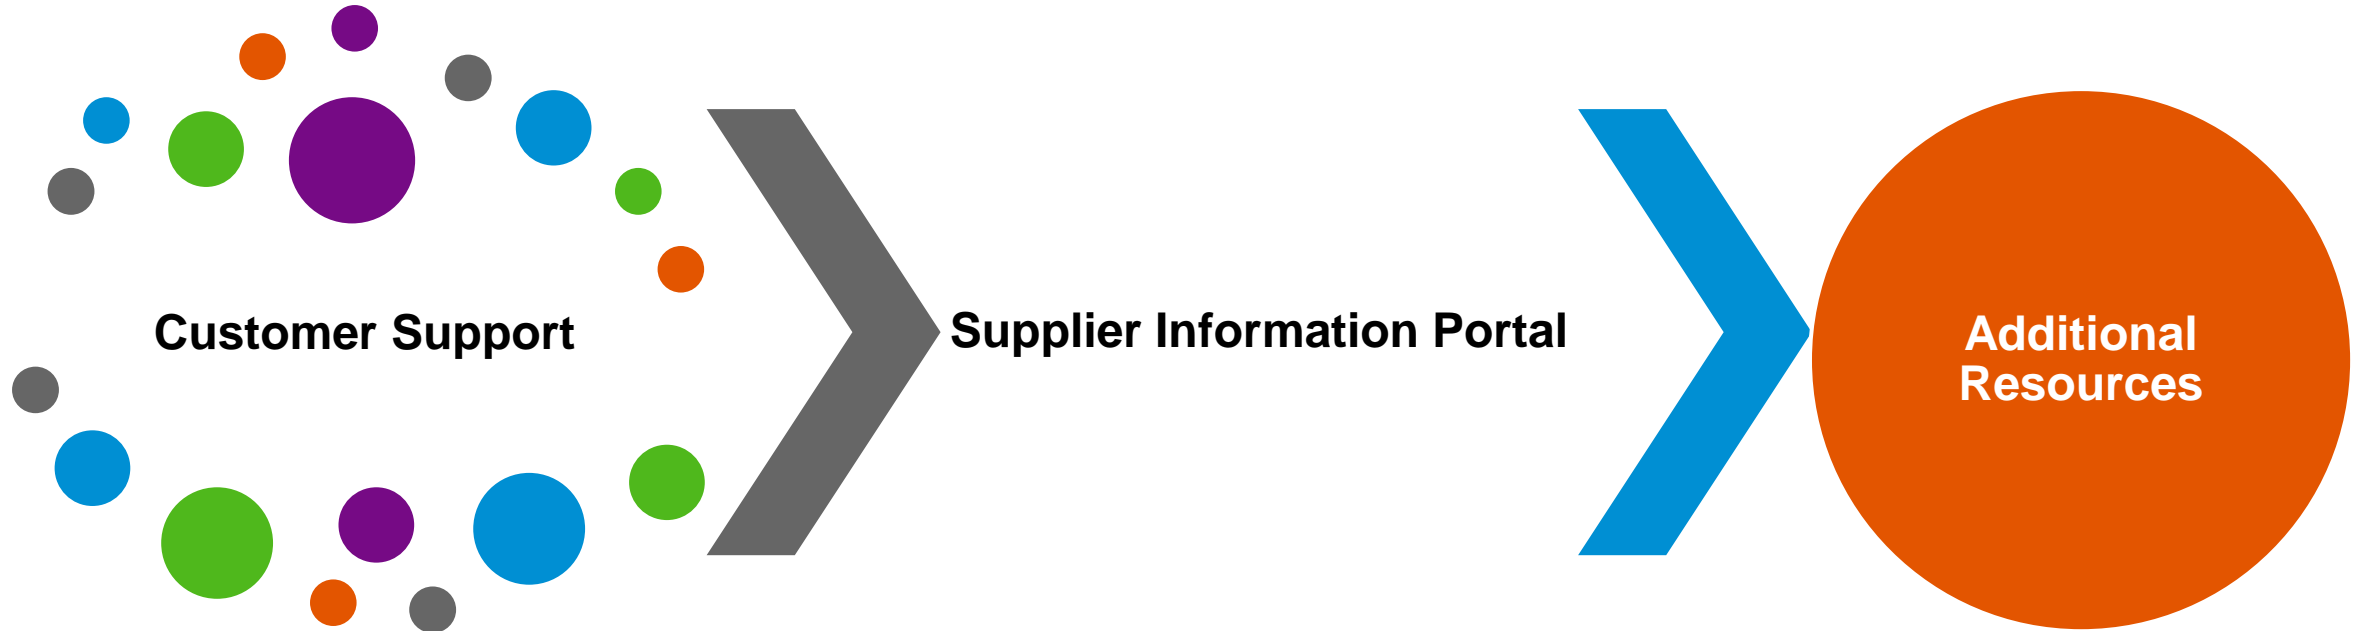 Customer Support
Supplier Information Portal
Additional
Resources